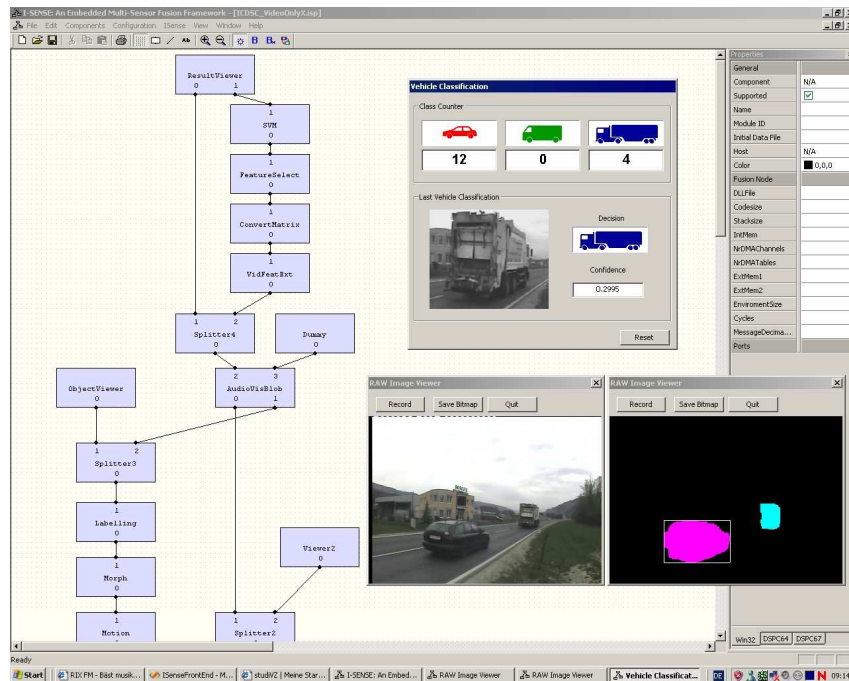 I-SENSE: An Embedded Multi-Sensor Fusion Framework - [ICDSC_VideoOnlyX.isp]
File Edit Components Configuration ISense View Window Help
ResultViewer
0 1
1
SVM
0
1
FeatureSelect
0
1
ConvertMatrix
0
1
VidFeatExt
0
1 2
Splitter4
0
Dummy
0
2 3
AudioVisBlob
0 1
ObjectViewer
0
1 2
Splitter3
0
1
Labelling
0
1
Morph
0
1
Motion
Viewer2
0
1 2
Splitter2
0
Vehicle Classification
Class Counter
12 0 4
Last Vehicle Classification
Decision
Confidence
0.2995
Reset
RAW Image Viewer
Record Save Bitmap Quit
RAW Image Viewer
Record Save Bitmap Quit
Properties
General
Component N/A
Supported
Name
Module ID
Initial Data File
Host N/A
Color 0,0,0
Fusion Node
DLLFile
Codesize
Stacksize
IntMem
NrDMAChannels
NrDMATables
ExtMem1
ExtMem2
EnviromentSize
Cycles
MessageDecima...
Ports
Win32 DSPC64 DSPC67
Ready
Start RIX FM - Bäst musik... ISenseFrontEnd - M... studiVZ | Meine Star... I-SENSE: An Embed... RAW Image Viewer RAW Image Viewer Vehicle Classificat... DE 09:14